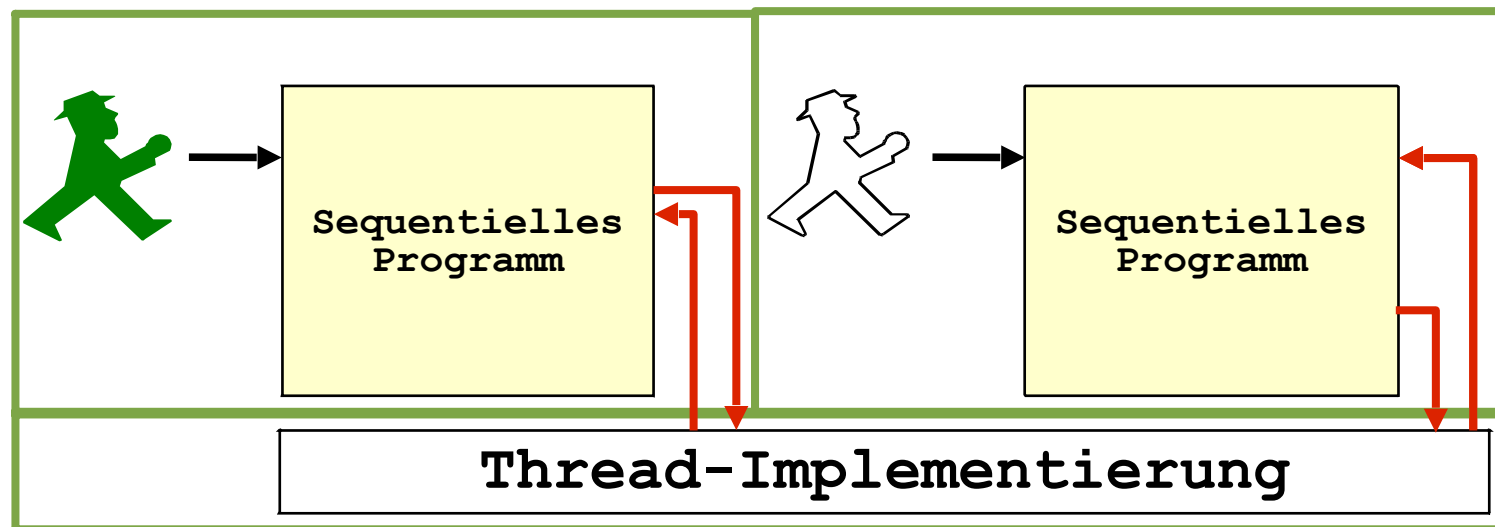 Sequentielles
Programm
Sequentielles
Programm
Thread-Implementierung